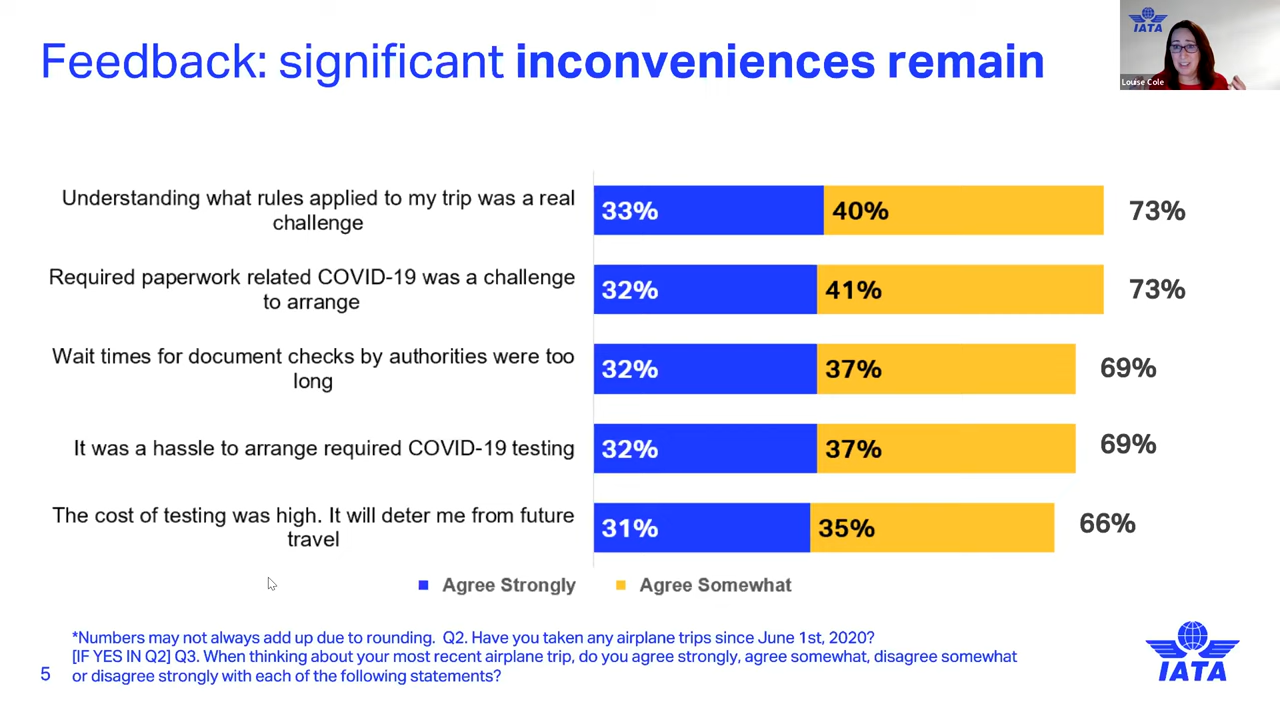 Feedback: significant inconveniences remain
IATA
Louise Cole
Understanding what rules applied to my trip was a real
challenge
33%
40%
73%
Required paperwork related COVID-19 was a challenge
to arrange
32%
41%
73%
Wait times for document checks by authorities were too
long
32%
37%
69%
It was a hassle to arrange required COVID-19 testing
32%
37%
69%
The cost of testing was high. It will deter me from future
travel
31%
35%
66%
Agree Strongly
Agree Somewhat
*Numbers may not always add up due to rounding. Q2. Have you taken any airplane trips since June 1st, 2020?
[IF YES IN Q2] Q3. When thinking about your most recent airplane trip, do you agree strongly, agree somewhat, disagree somewhat
or disagree strongly with each of the following statements?
5
IATA